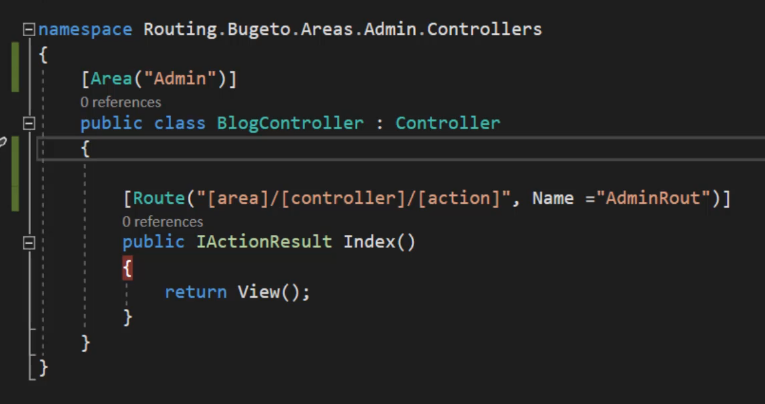 namespace Routing.Bugeto.Areas.Admin.Controllers
{
[Area("Admin")]
0 references
public class BlogController : Controller
{
[Route("[area]/[controller]/[action]", Name ="AdminRout")]
0 references
public IActionResult Index()
{
return View();
}
}
}